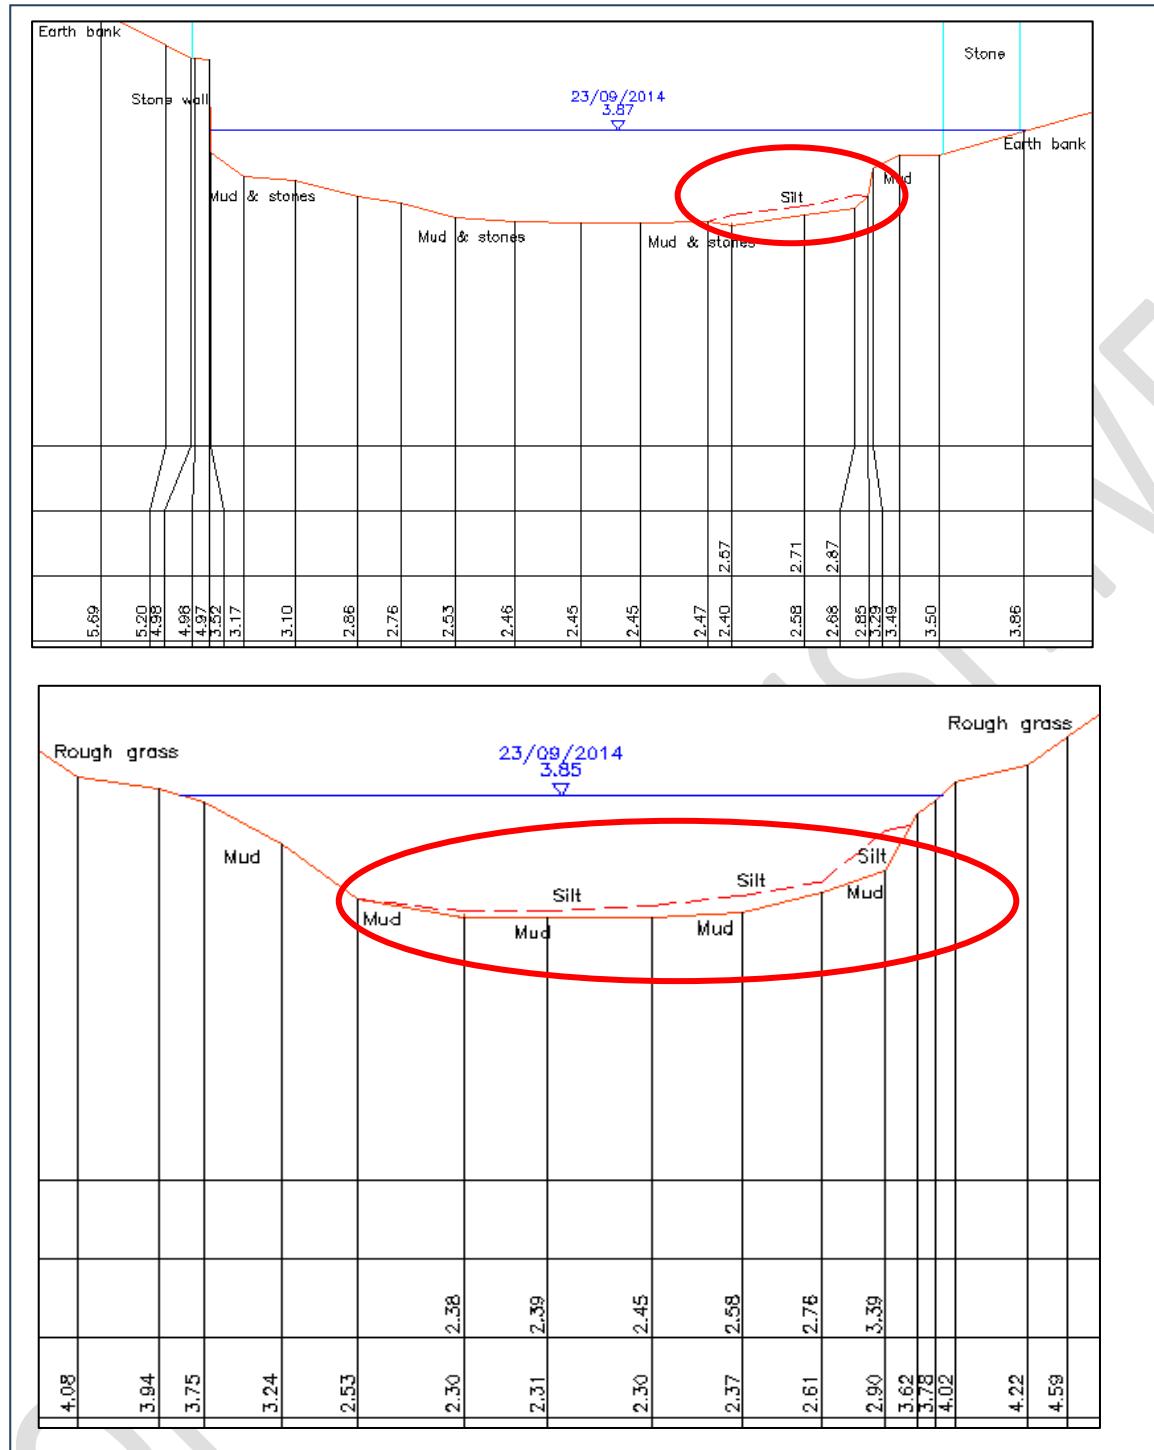 Earth bank
Stone
23/09/2014
3.87
Stone wall
Earth bank
Mud
Silt
Mud & stones
Mud & stones
Mud & stones
2.57
2.71
2.87
5.69
5.20
4.98
4.98
4.97
3.52
3.17
3.10
2.86
2.76
2.53
2.46
2.45
2.45
2.47
2.40
2.58
2.68
2.85
3.29
3.49
3.50
3.86
Rough grass
Rough grass
23/09/2014
3.85
Mud
Silt
Silt
Silt
Mud
Mud
Mud
Mud
2.38
2.39
2.45
2.58
2.76
3.39
4.08
3.94
3.75
3.24
2.53
2.30
2.31
2.30
2.37
2.61
2.90
3.62
3.78
4.02
4.22
4.59